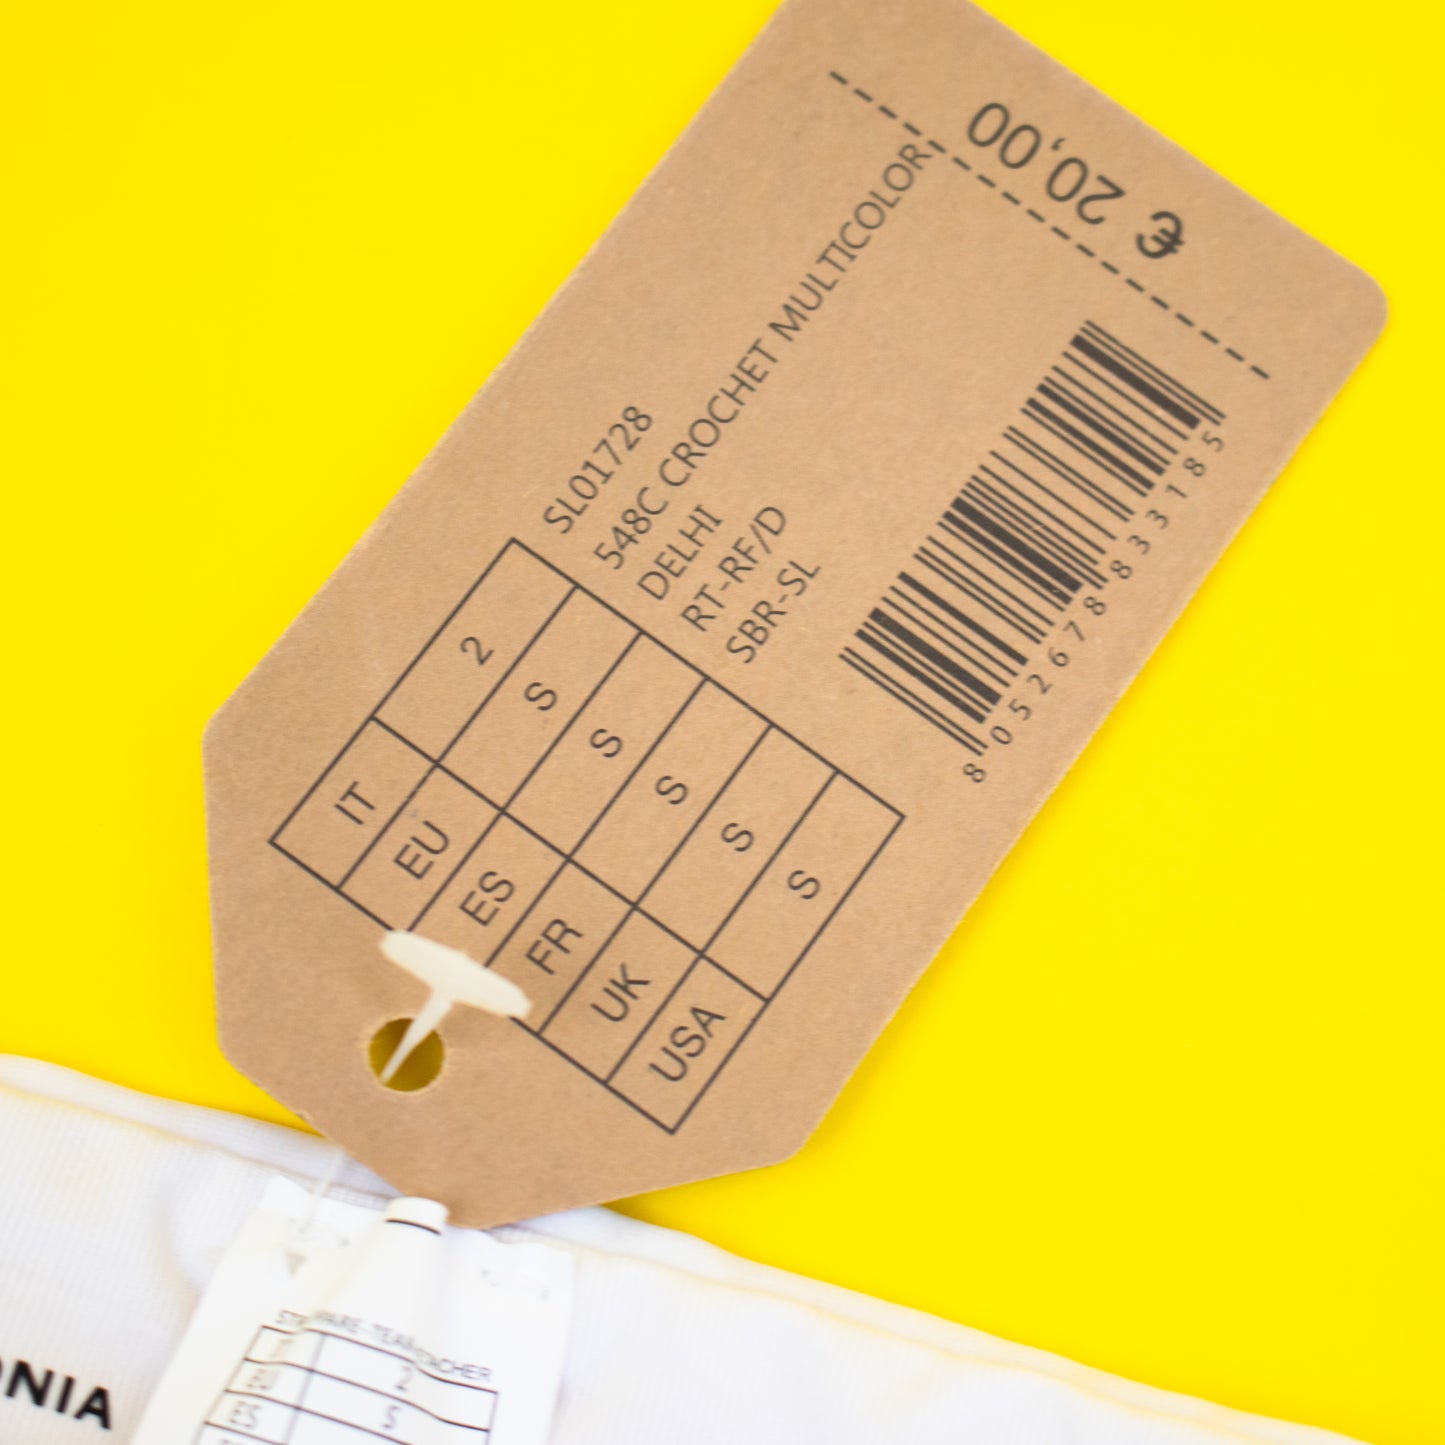 € 20,00
SL01728
548C CROCHET MULTICOLOR
DELHI
RT-RF/D
SBR-SL
8052678833185
IT 2
EU S
ES S
FR S
UK S
USA S
2
ES S